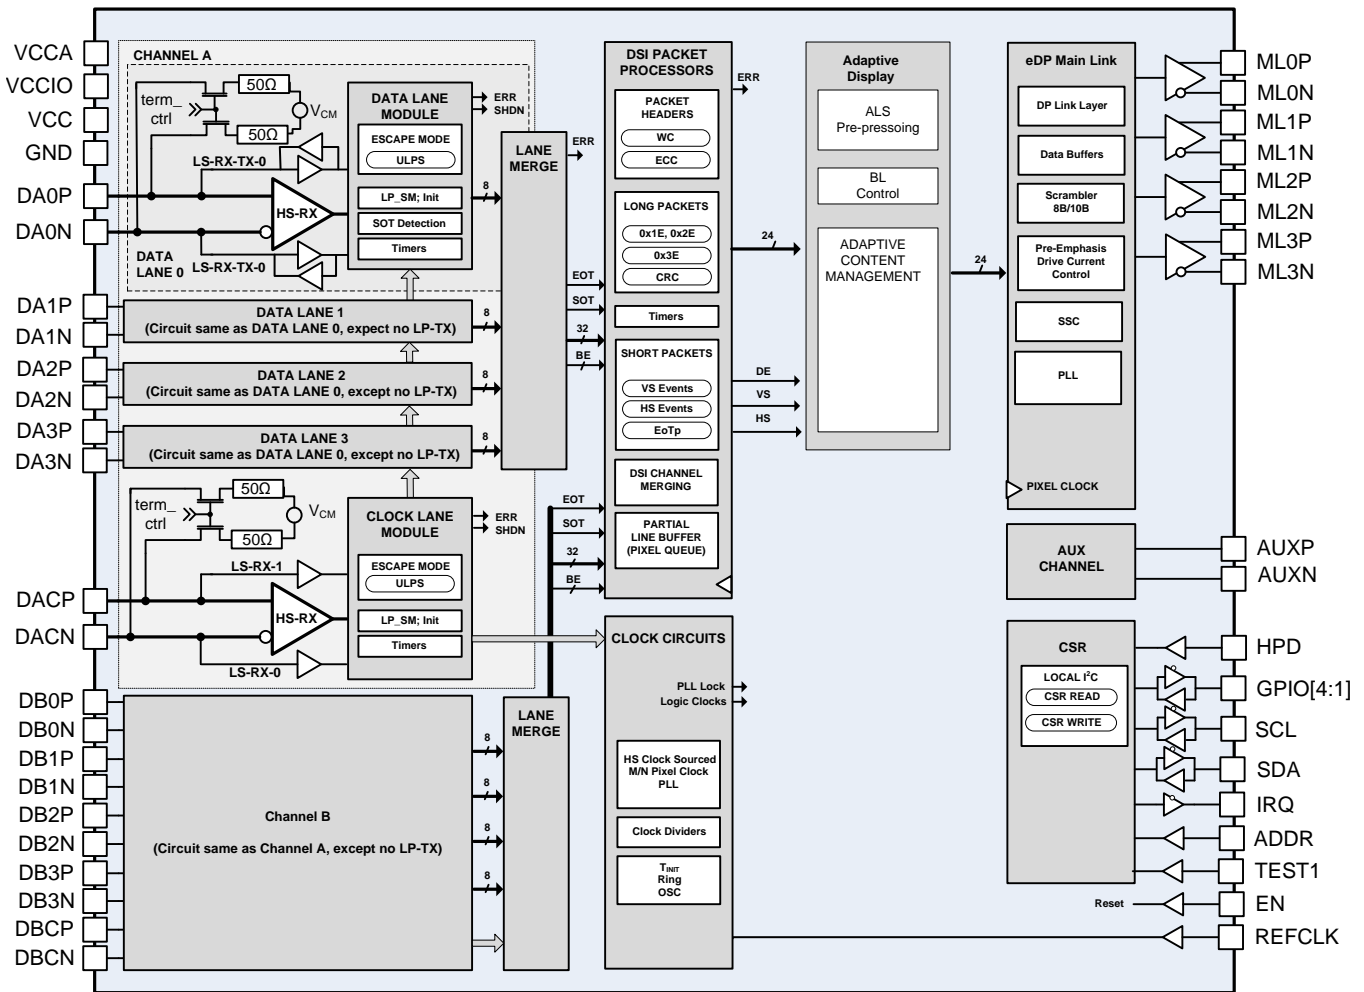 VCCA
VCCIO
VCC
GND
DA0P
DA0N
DA1P
DA1N
DA2P
DA2N
DA3P
DA3N
DACP
DACN
DB0P
DB0N
DB1P
DB1N
DB2P
DB2N
DB3P
DB3N
DBCP
DBCN
CHANNEL A
50Ω
term_
ctrl
VCM
50Ω
LS-RX-TX-0
HS-RX
DATA
LANE 0
LS-RX-TX-0
DATA LANE
MODULE
ESCAPE MODE
ULPS
LP_SM; Init
SOT Detection
Timers
ERR
SHDN
8
DATA LANE 1
(Circuit same as DATA LANE 0, expect no LP-TX)
8
DATA LANE 2
(Circuit same as DATA LANE 0, except no LP-TX)
8
DATA LANE 3
(Circuit same as DATA LANE 0, except no LP-TX)
8
50Ω
term_
ctrl
VCM
50Ω
LS-RX-1
HS-RX
LS-RX-0
CLOCK LANE
MODULE
ESCAPE MODE
ULPS
LP_SM; Init
Timers
ERR
SHDN
Channel B
(Circuit same as Channel A, except no LP-TX)
8
8
8
8
LANE
MERGE
ERR
EOT
SOT
32
BE
LANE
MERGE
EOT
SOT
32
BE
DSI PACKET
PROCESSORS
PACKET
HEADERS
WC
ECC
LONG PACKETS
0x1E, 0x2E
0x3E
CRC
Timers
SHORT PACKETS
VS Events
HS Events
EoTp
DSI CHANNEL
MERGING
PARTIAL
LINE BUFFER
(PIXEL QUEUE)
ERR
24
DE
VS
HS
CLOCK CIRCUITS
PLL Lock
Logic Clocks
HS Clock Sourced
M/N Pixel Clock
PLL
Clock Dividers
TINIT
Ring
OSC
Adaptive
Display
ALS
Pre-pressoing
BL
Control
ADAPTIVE
CONTENT
MANAGEMENT
24
eDP Main Link
DP Link Layer
Data Buffers
Scrambler
8B/10B
Pre-Emphasis
Drive Current
Control
SSC
PLL
PIXEL CLOCK
AUX
CHANNEL
CSR
LOCAL I²C
CSR READ
CSR WRITE
Reset
ML0P
ML0N
ML1P
ML1N
ML2P
ML2N
ML3P
ML3N
AUXP
AUXN
HPD
GPIO[4:1]
SCL
SDA
IRQ
ADDR
TEST1
EN
REFCLK